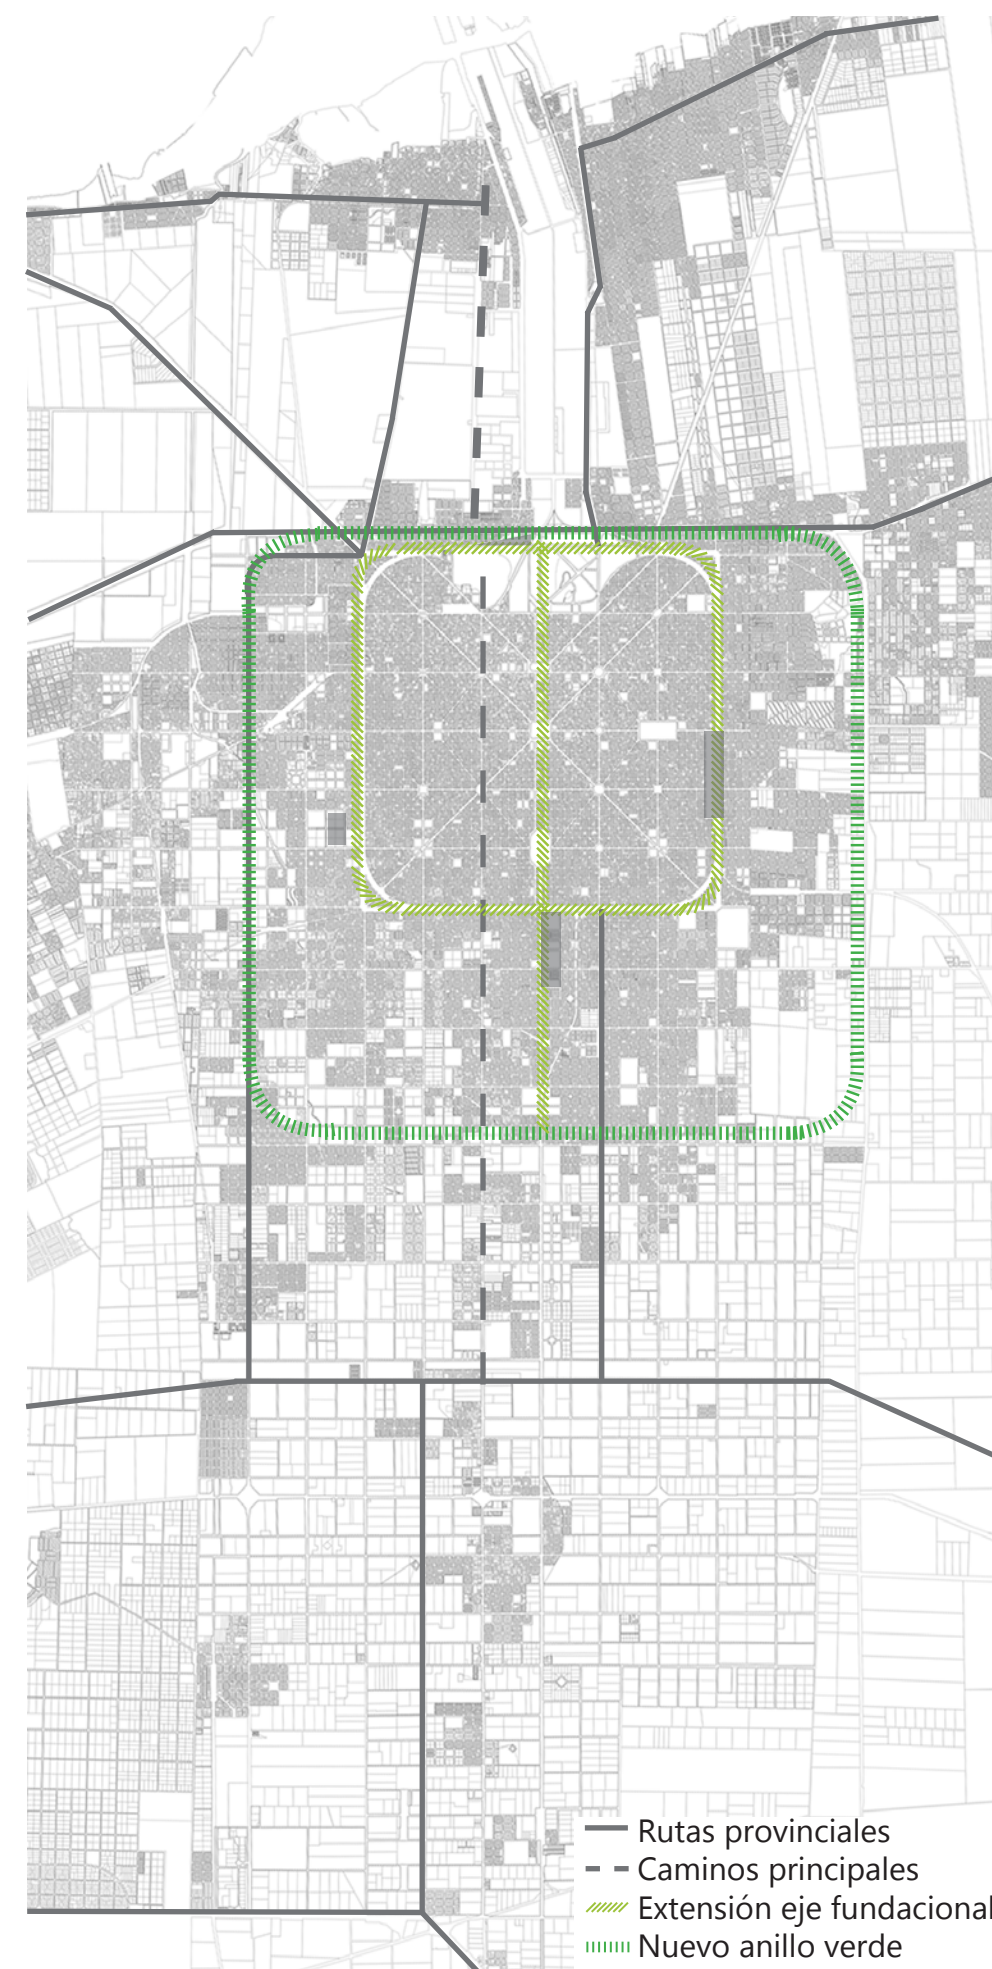 Rutas provinciales
Caminos principales
Extensión eje fundacional
Nuevo anillo verde